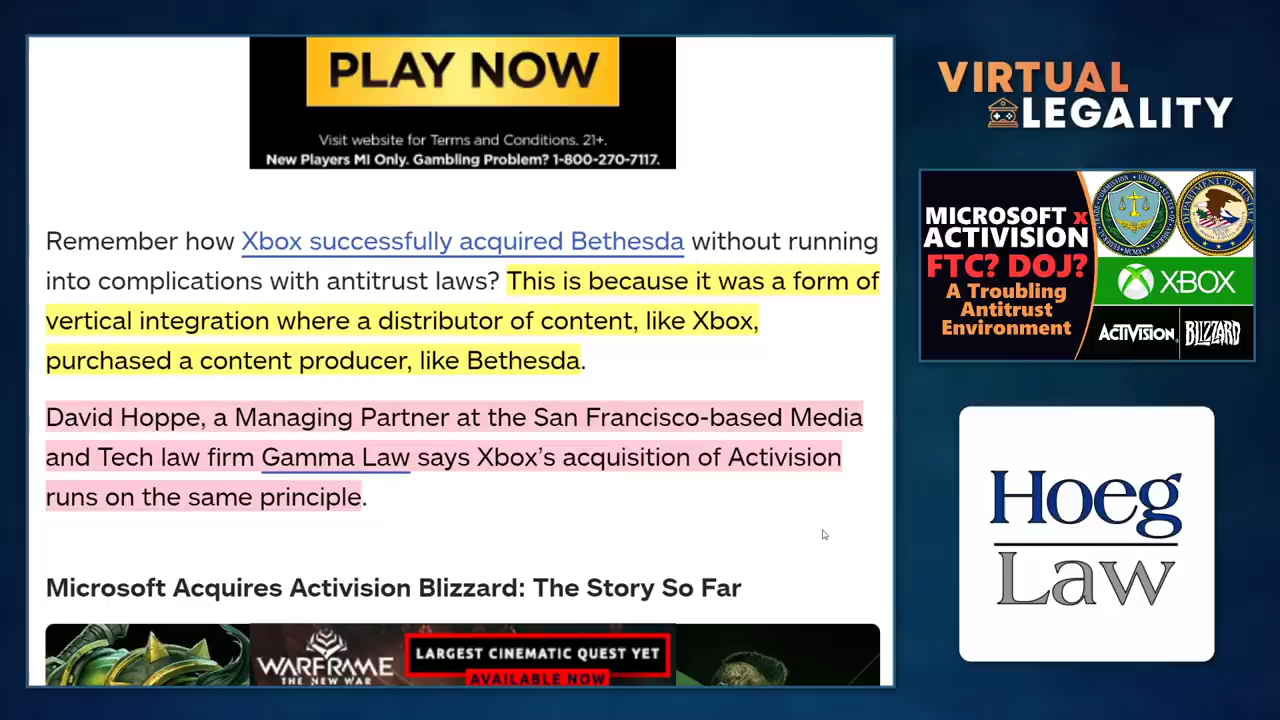 PLAY NOW
Visit website for Terms and Conditions. 21+.
New Players MI Only. Gambling Problem? 1-800-270-7117.
Remember how Xbox successfully acquired Bethesda without running
into complications with antitrust laws? This is because it was a form of
vertical integration where a distributor of content, like Xbox,
purchased a content producer, like Bethesda.
David Hoppe, a Managing Partner at the San Francisco-based Media
and Tech law firm Gamma Law says Xbox’s acquisition of Activision
runs on the same principle.
Microsoft Acquires Activision Blizzard: The Story So Far
WARFRAME
THE NEW WAR
LARGEST CINEMATIC QUEST YET
AVAILABLE NOW
VIRTUAL
LEGALITY
MICROSOFT x
ACTIVISION
FTC? DOJ?
A Troubling
Antitrust
Environment
XBOX
ACTIVISION
BLIZZARD
Hoeg
Law